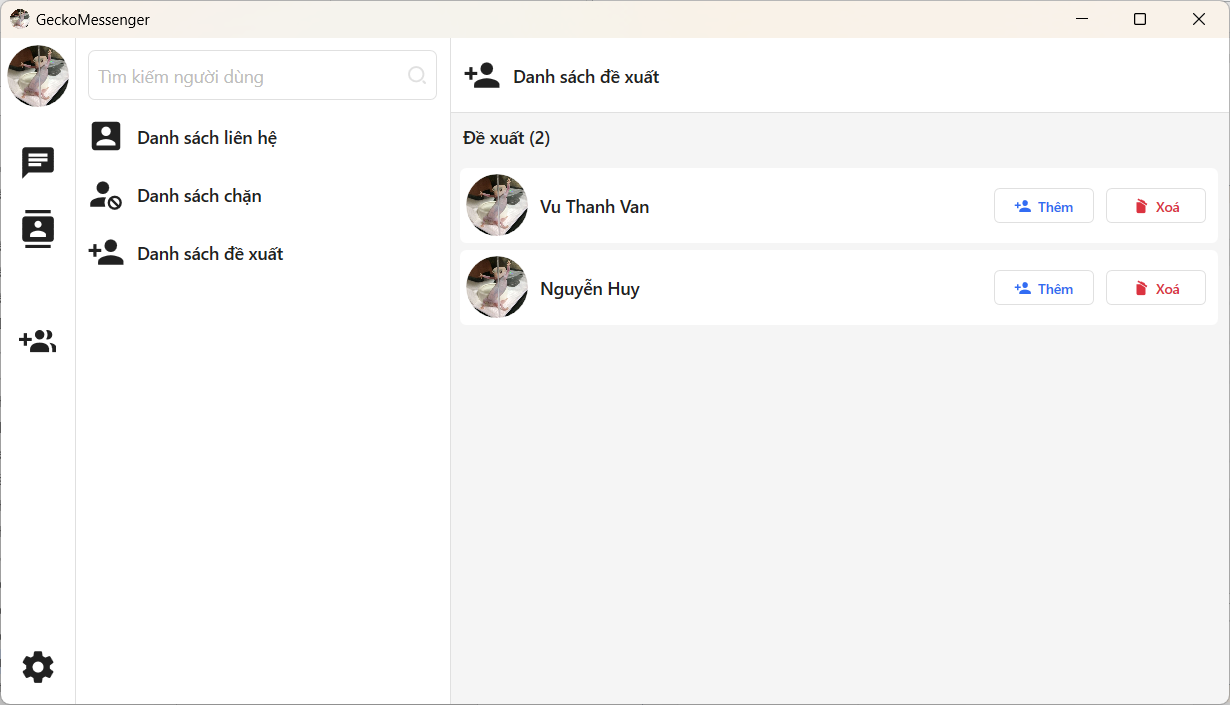 GeckoMessenger
Tìm kiếm người dùng
Danh sách liên hệ
Danh sách chặn
Danh sách đề xuất
Danh sách đề xuất
Đề xuất (2)
Vu Thanh Van
Thêm
Xoá
Nguyễn Huy
Thêm
Xoá